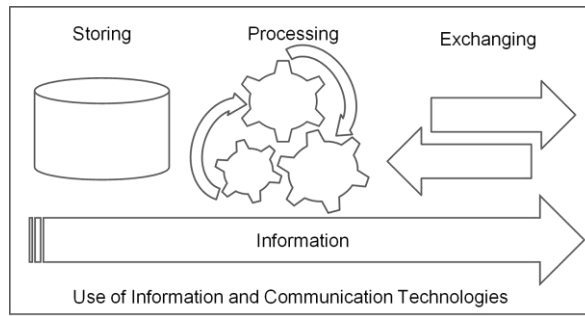 Storing
Processing
Exchanging
Information
Use of Information and Communication Technologies